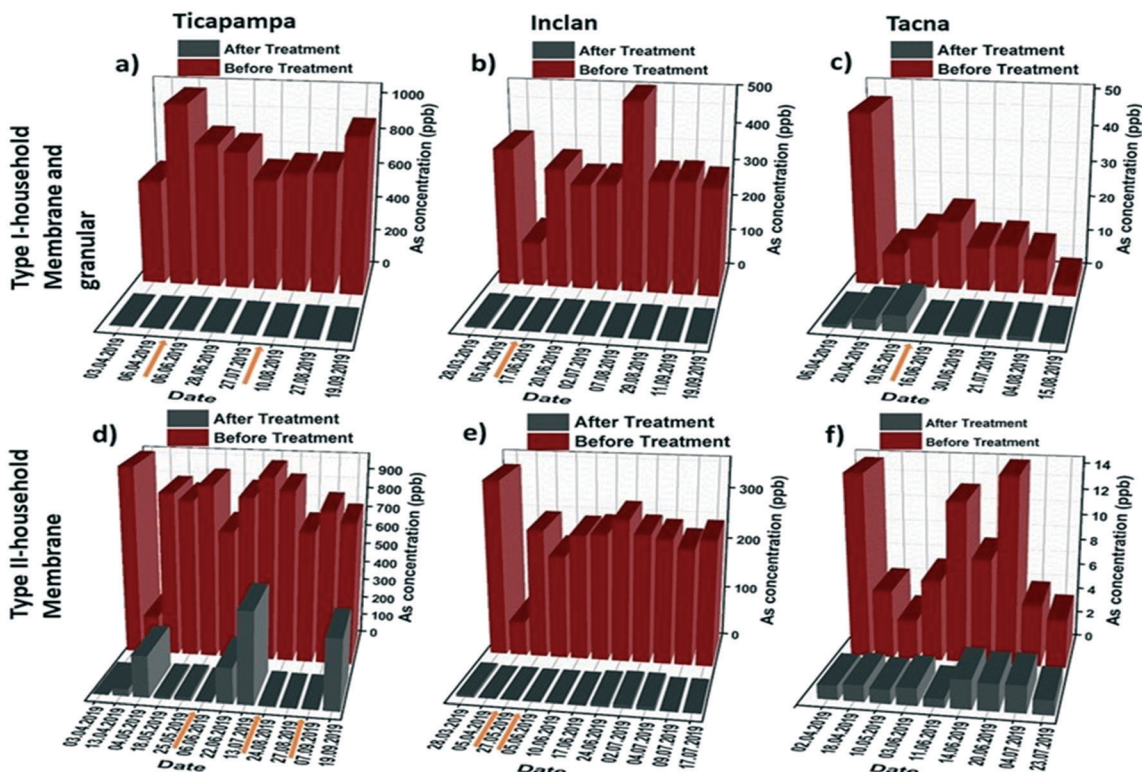 Ticapampa
Inclan
Tacna
Type I-household
Membrane and
granular
a)
After Treatment
Before Treatment
1000
800
600
400
200
0
As concentration (ppb)
03.04.2019
06.04.2019
06.06.2019
28.06.2019
27.07.2019
10.08.2019
27.08.2019
19.09.2019
Date
b)
After Treatment
Before Treatment
500
400
300
200
100
0
As concentration (ppb)
28.03.2019
05.04.2019
17.06.2019
20.06.2019
02.07.2019
07.08.2019
29.08.2019
11.09.2019
19.09.2019
Date
c)
After Treatment
Before Treatment
50
40
30
20
10
0
As concentration (ppb)
06.04.2019
20.04.2019
19.05.2019
16.06.2019
30.06.2019
21.07.2019
04.08.2019
15.08.2019
Date
Type II-household
Membrane
d)
After Treatment
Before Treatment
900
800
700
600
500
400
300
200
100
0
As concentration (ppb)
03.04.2019
13.04.2019
04.05.2019
18.05.2019
25.05.2019
06.06.2019
22.06.2019
13.07.2019
24.08.2019
27.08.2019
07.09.2019
19.09.2019
Date
e)
After Treatment
Before Treatment
300
200
100
0
As concentration (ppb)
28.03.2019
05.04.2019
27.05.2019
05.06.2019
10.06.2019
17.06.2019
24.06.2019
02.07.2019
04.07.2019
09.07.2019
17.07.2019
Date
f)
After Treatment
Before Treatment
14
12
10
8
6
4
2
0
As concentration (ppb)
02.04.2019
18.04.2019
10.05.2019
03.06.2019
11.06.2019
14.06.2019
20.06.2019
04.07.2019
23.07.2019
Date